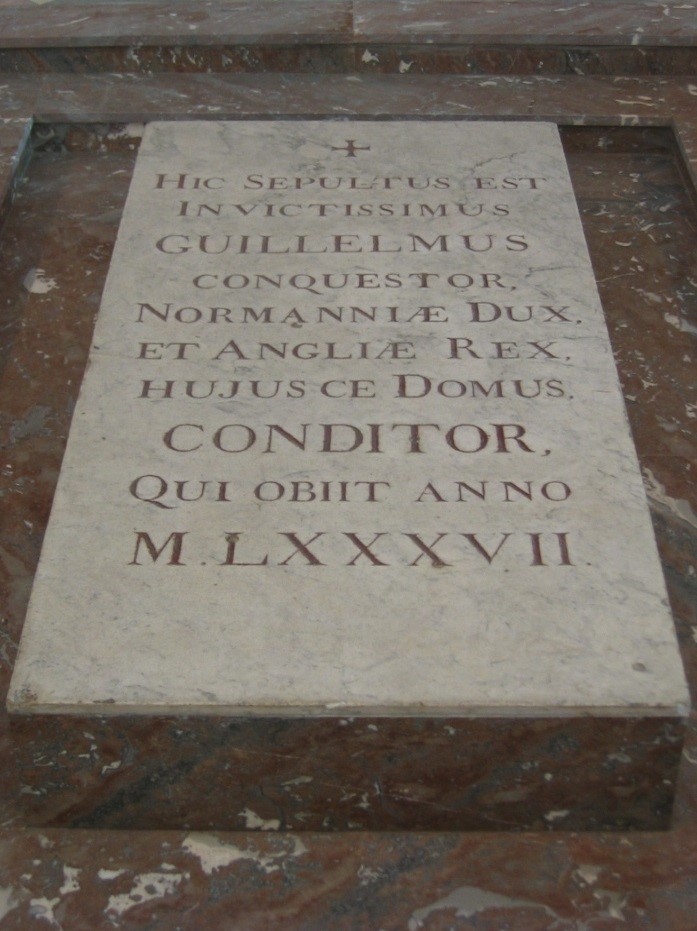 HIC SEPULTUS EST
INVICTISSIMUS
GUILLELMUS
CONQUESTOR,
NORMANNIÆ DUX,
ET ANGLIÆ REX,
HUJUSCE DOMUS,
CONDITOR,
QUI OBIIT ANNO
M.LXXXVII.